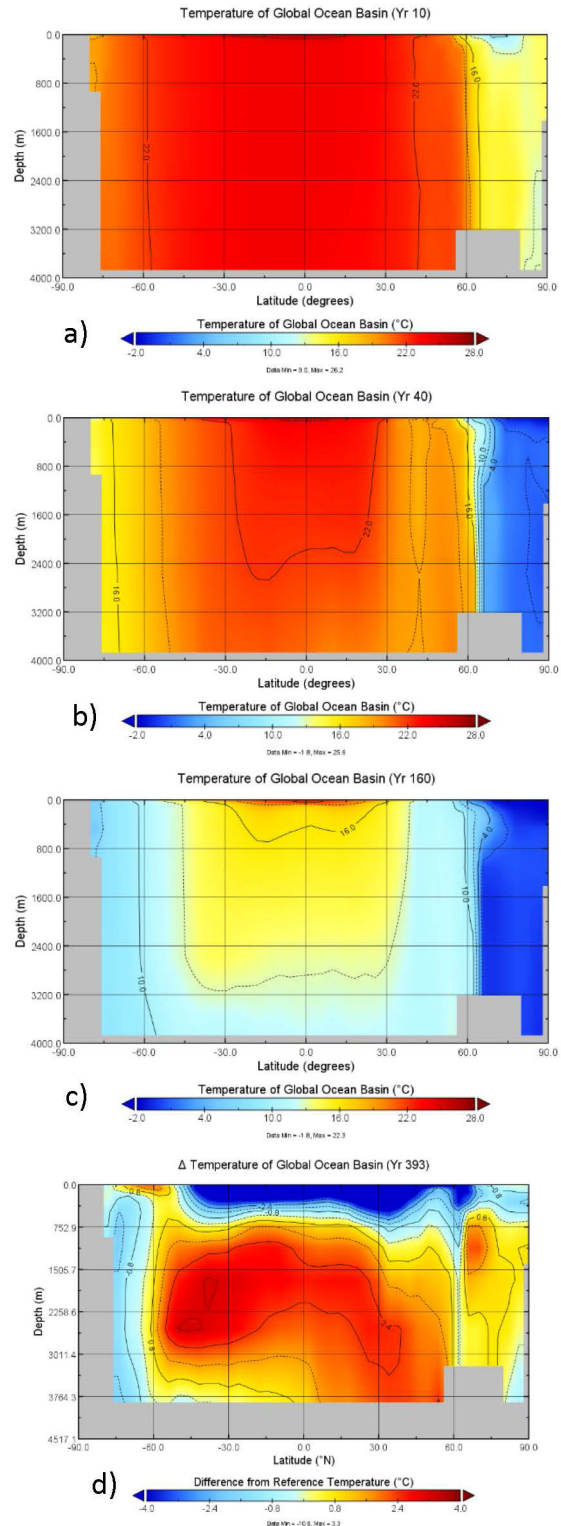 Temperature of Global Ocean Basin (Yr 10)
0.0
800.0
1600.0
2400.0
3200.0
4000.0
Depth (m)
22.0
22.0
16.0
-90.0 -60.0 -30.0 0.0 30.0 60.0 90.0
Latitude (degrees)
a)
Temperature of Global Ocean Basin (°C)
-2.0 4.0 10.0 16.0 22.0 28.0
Data Min = 9.0, Max = 26.2
Temperature of Global Ocean Basin (Yr 40)
0.0
800.0
1600.0
2400.0
3200.0
4000.0
Depth (m)
16.0
22.0
16.0
10.0
4.0
-90.0 -60.0 -30.0 0.0 30.0 60.0 90.0
Latitude (degrees)
b)
Temperature of Global Ocean Basin (°C)
-2.0 4.0 10.0 16.0 22.0 28.0
Data Min = -1.8, Max = 25.6
Temperature of Global Ocean Basin (Yr 160)
0.0
800.0
1600.0
2400.0
3200.0
4000.0
Depth (m)
10.0
16.0
10.0
4.0
-90.0 -60.0 -30.0 0.0 30.0 60.0 90.0
Latitude (degrees)
c)
Temperature of Global Ocean Basin (°C)
-2.0 4.0 10.0 16.0 22.0 28.0
Data Min = -1.8, Max = 22.3
Δ Temperature of Global Ocean Basin (Yr 393)
0.0
752.9
1505.7
2258.6
3011.4
3764.3
4517.1
Depth (m)
-0.8
-0.8
-0.8
-0.8
2.4
-90.0 -60.0 -30.0 0.0 30.0 60.0 90.0
Latitude (°N)
d)
Difference from Reference Temperature (°C)
-4.0 -2.4 -0.8 0.8 2.4 4.0
Data Min = -10.8, Max = 3.3